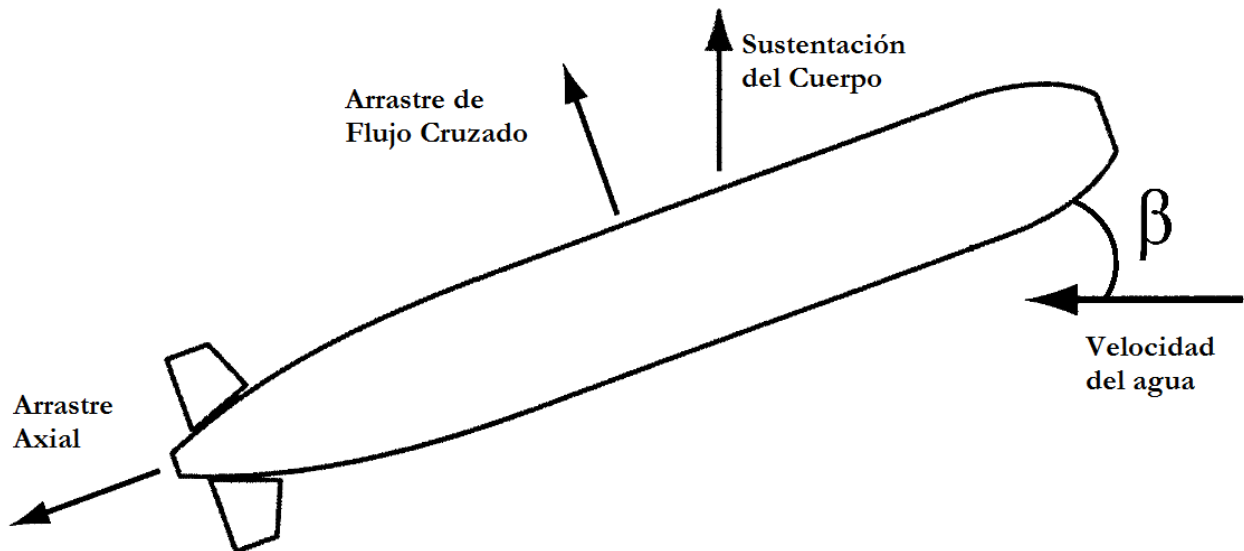 Sustentación
del Cuerpo
Arrastre de
Flujo Cruzado
β
Velocidad
del agua
Arrastre
Axial